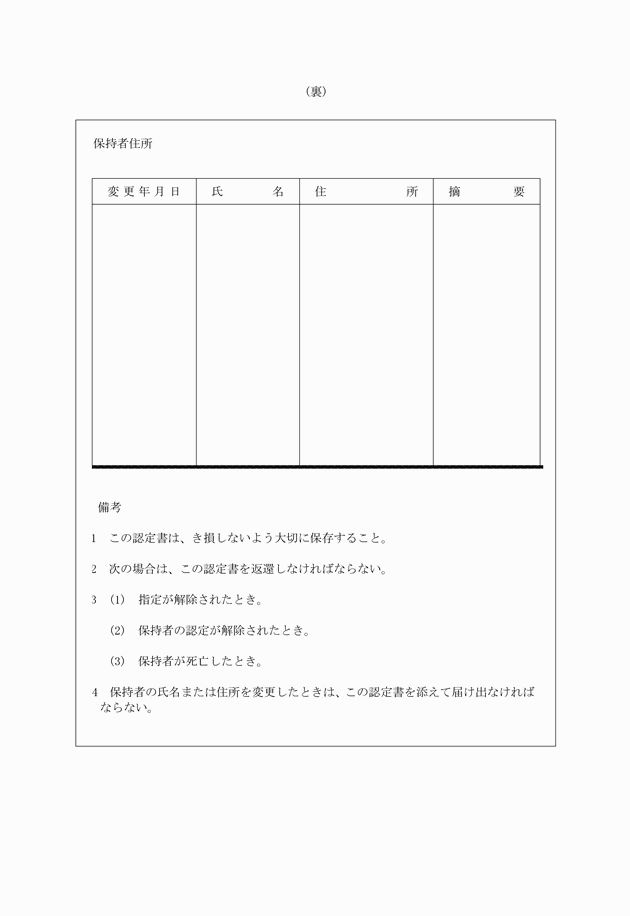 （裏）
保持者住所
変更年月日　氏　名　住　所　摘　要
備考
1　この認定書は、き損しないよう大切に保存すること。
2　次の場合は、この認定書を返還しなければならない。
3　(1)　指定が解除されたとき。
(2)　保持者の認定が解除されたとき。
(3)　保持者が死亡したとき。
4　保持者の氏名または住所を変更したときは、この認定書を添えて届け出なければ
ならない。